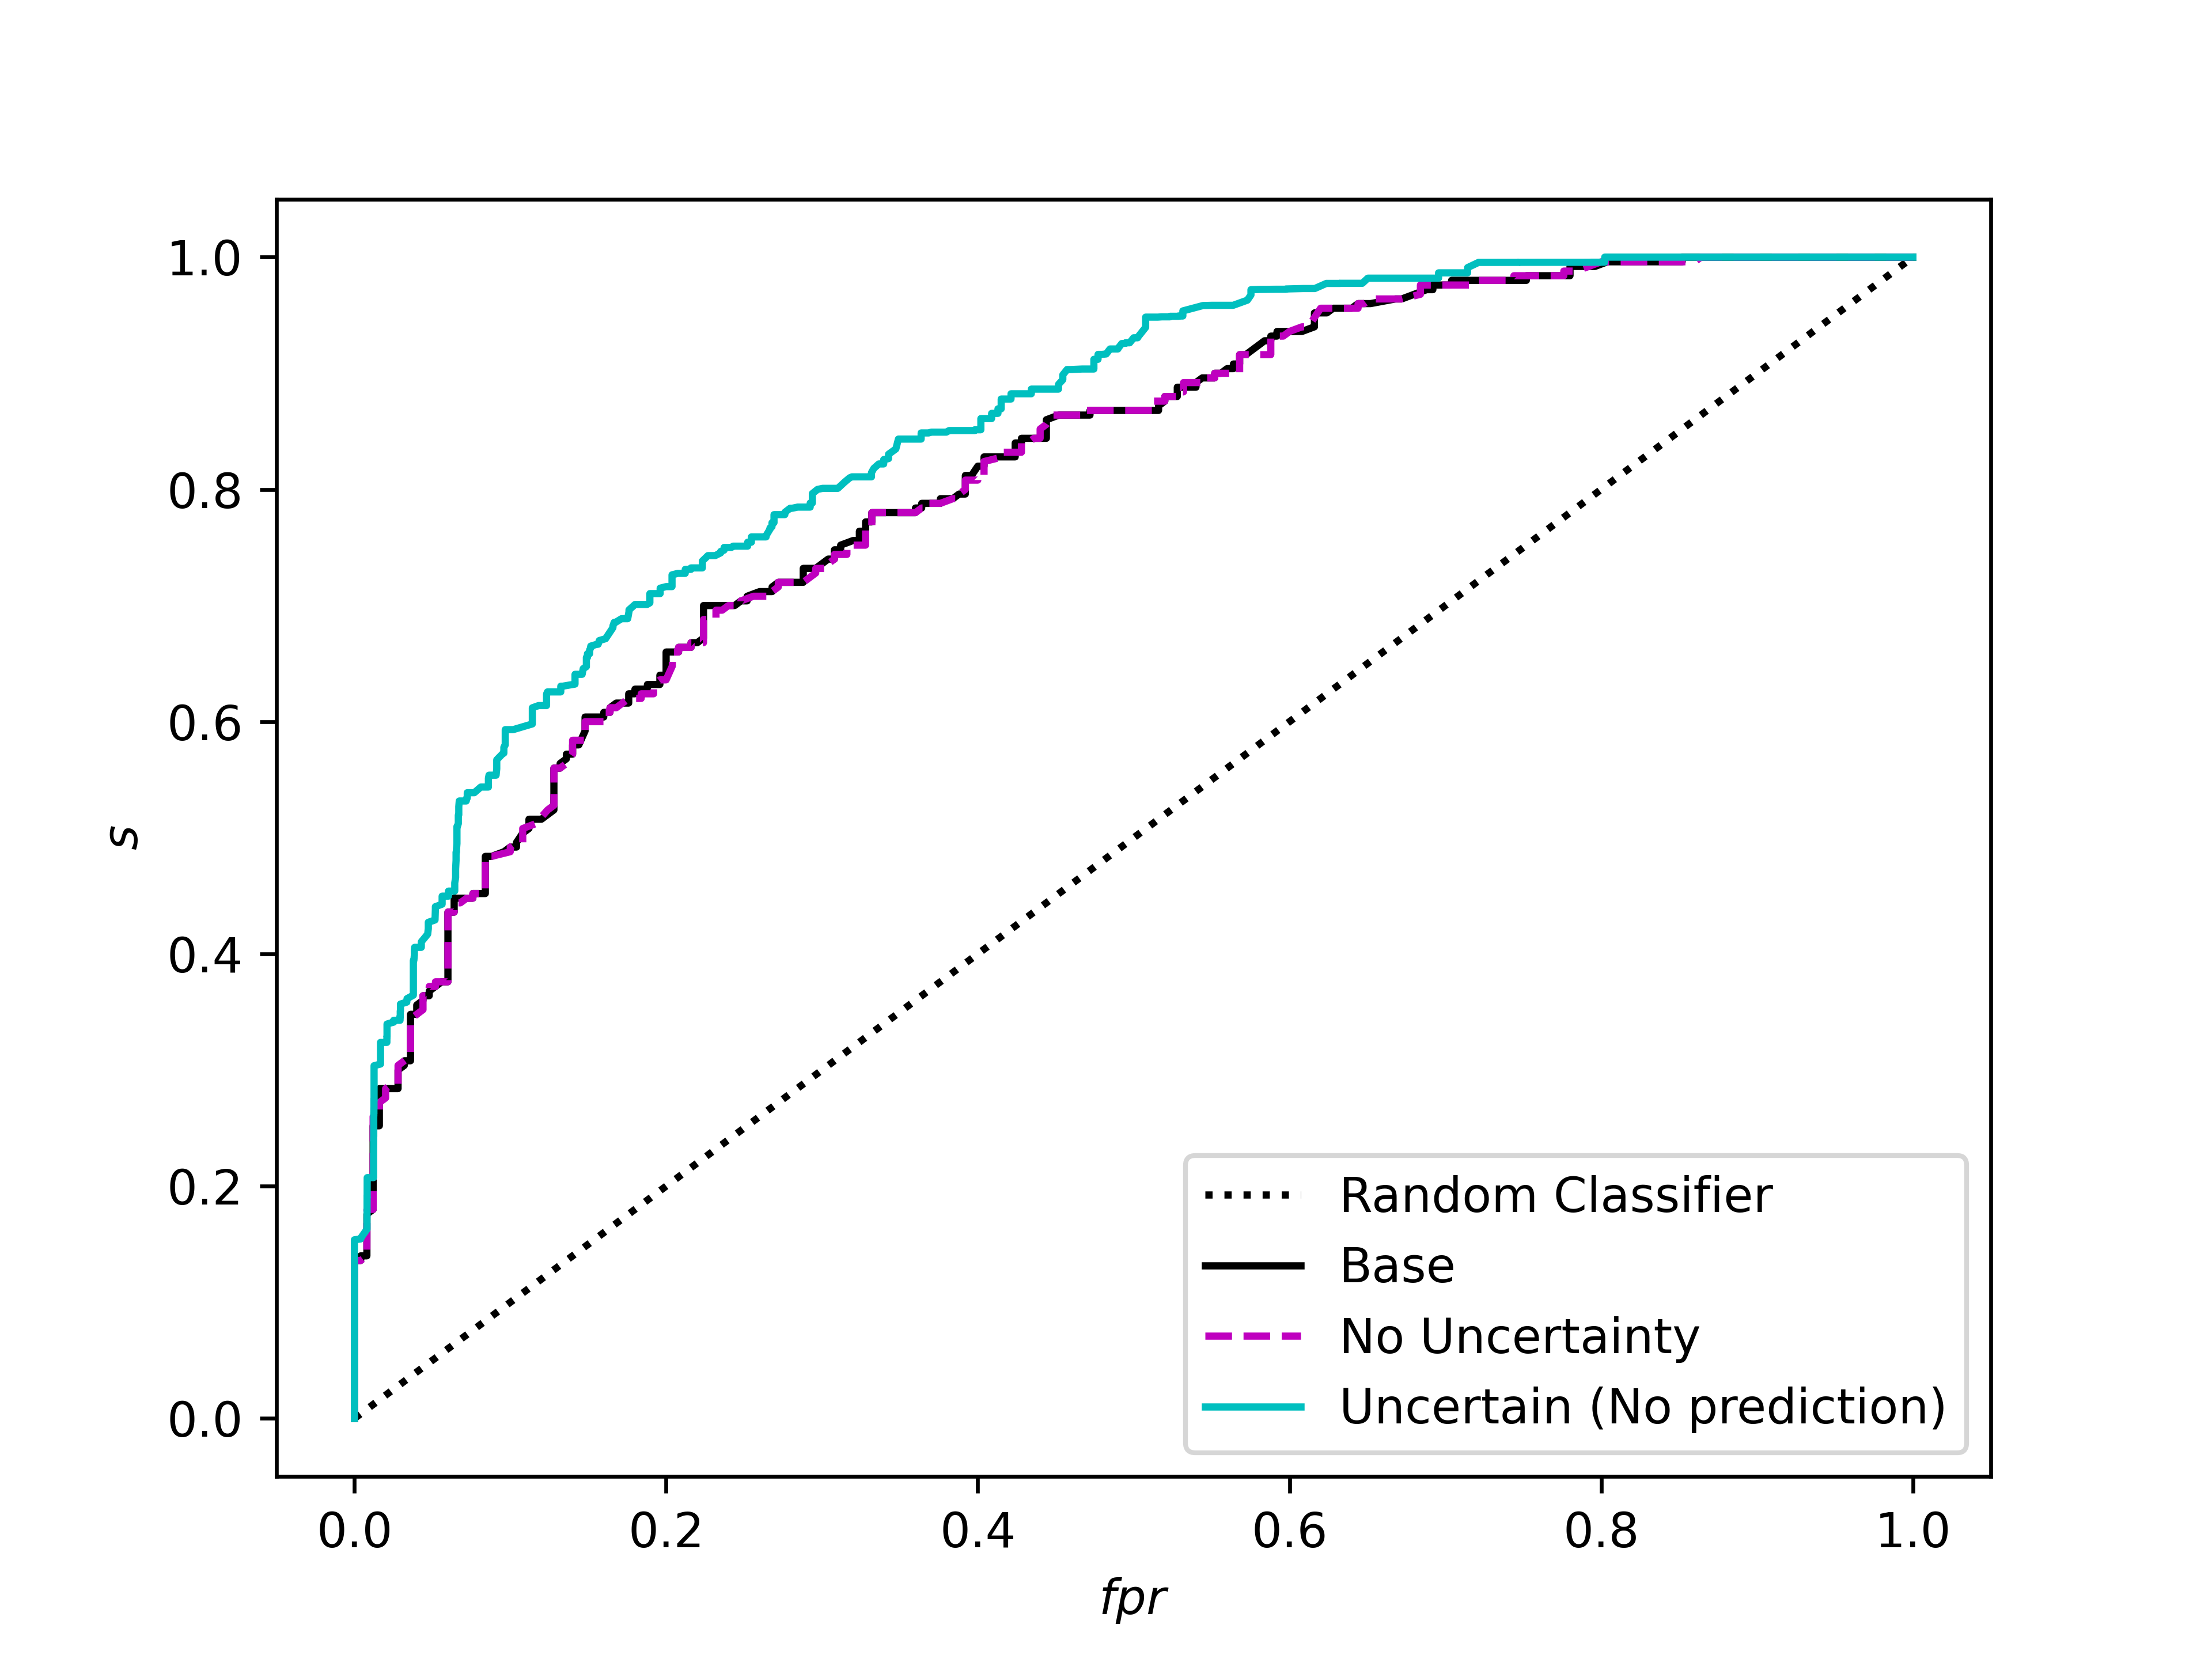 1.0
0.8
0.6
0.4
0.2
0.0
s
0.0 0.2 0.4 0.6 0.8 1.0
fpr
Random Classifier
Base
No Uncertainty
Uncertain (No prediction)